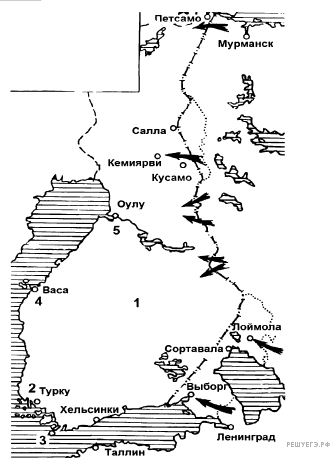 Петсамо
Мурманск
Салла
Кемиярви
Кусамо
Оулу
5
4 Васа
1
Лоймола
Сортавала
2 Турку
Выборг
Хельсинки
3
Ленинград
Таллин
РЕШУЕГЭ.РФ